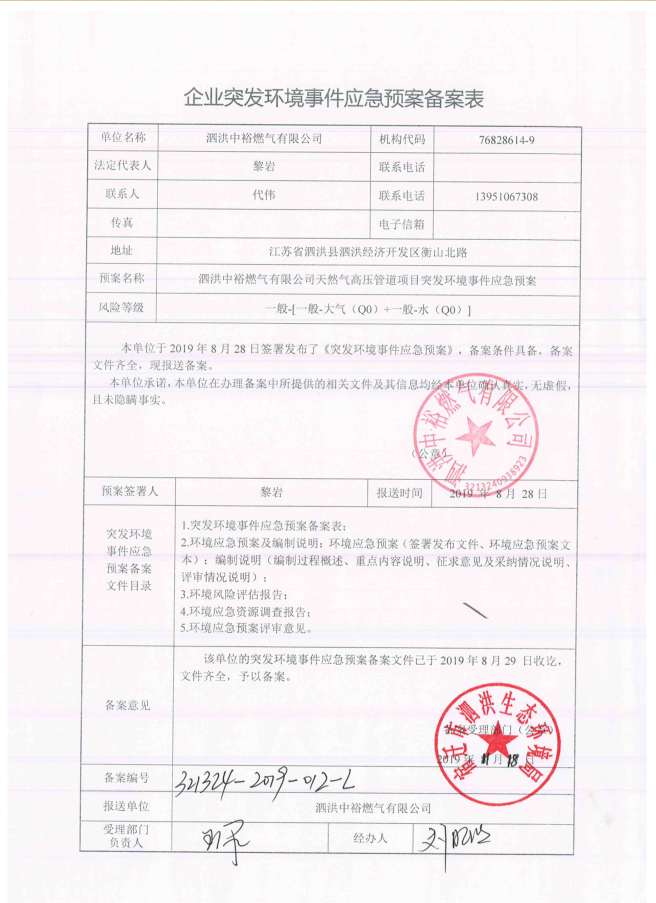 企业突发环境事件应急预案备案表
单位名称 泗洪中裕燃气有限公司 机构代码 76828614-9
法定代表人 黎岩 联系电话
联系人 代伟 联系电话 13951067308
传真 电子信箱
地址 江苏省泗洪县泗洪经济开发区衡山北路
预案名称 泗洪中裕燃气有限公司天然气高压管道项目突发环境事件应急预案
风险等级 一般-[一般-大气（Q0）+一般-水（Q0）]
本单位于 2019 年 8 月 28 日签署发布了《突发环境事件应急预案》，备案条件具备，备案
文件齐全，现报送备案。
本单位承诺，本单位在办理备案中所提供的相关文件及其信息均经本单位确认真实，无虚假，
且未隐瞒事实。
泗洪中裕燃气有限公司
（公章）
3213240936923
预案签署人 黎岩 报送时间 2019 年 8 月 28 日
突发环境
事件应急
预案备案
文件目录
1.突发环境事件应急预案备案表；
2.环境应急预案及编制说明：环境应急预案（签署发布文件、环境应急预案文
本）；编制说明（编制过程概述、重点内容说明、征求意见及采纳情况说明、
评审情况说明）；
3.环境风险评估报告；
4.环境应急资源调查报告；
5.环境应急预案评审意见。
备案意见
该单位的突发环境事件应急预案备案文件已于 2019 年 8 月 29 日收讫，
文件齐全，予以备案。
宿迁市泗洪生态环境局
备案受理部门（公章）
2019 年 11 月 18 日
备案编号 321324-2019-012-L
报送单位 泗洪中裕燃气有限公司
受理部门
负责人
经办人